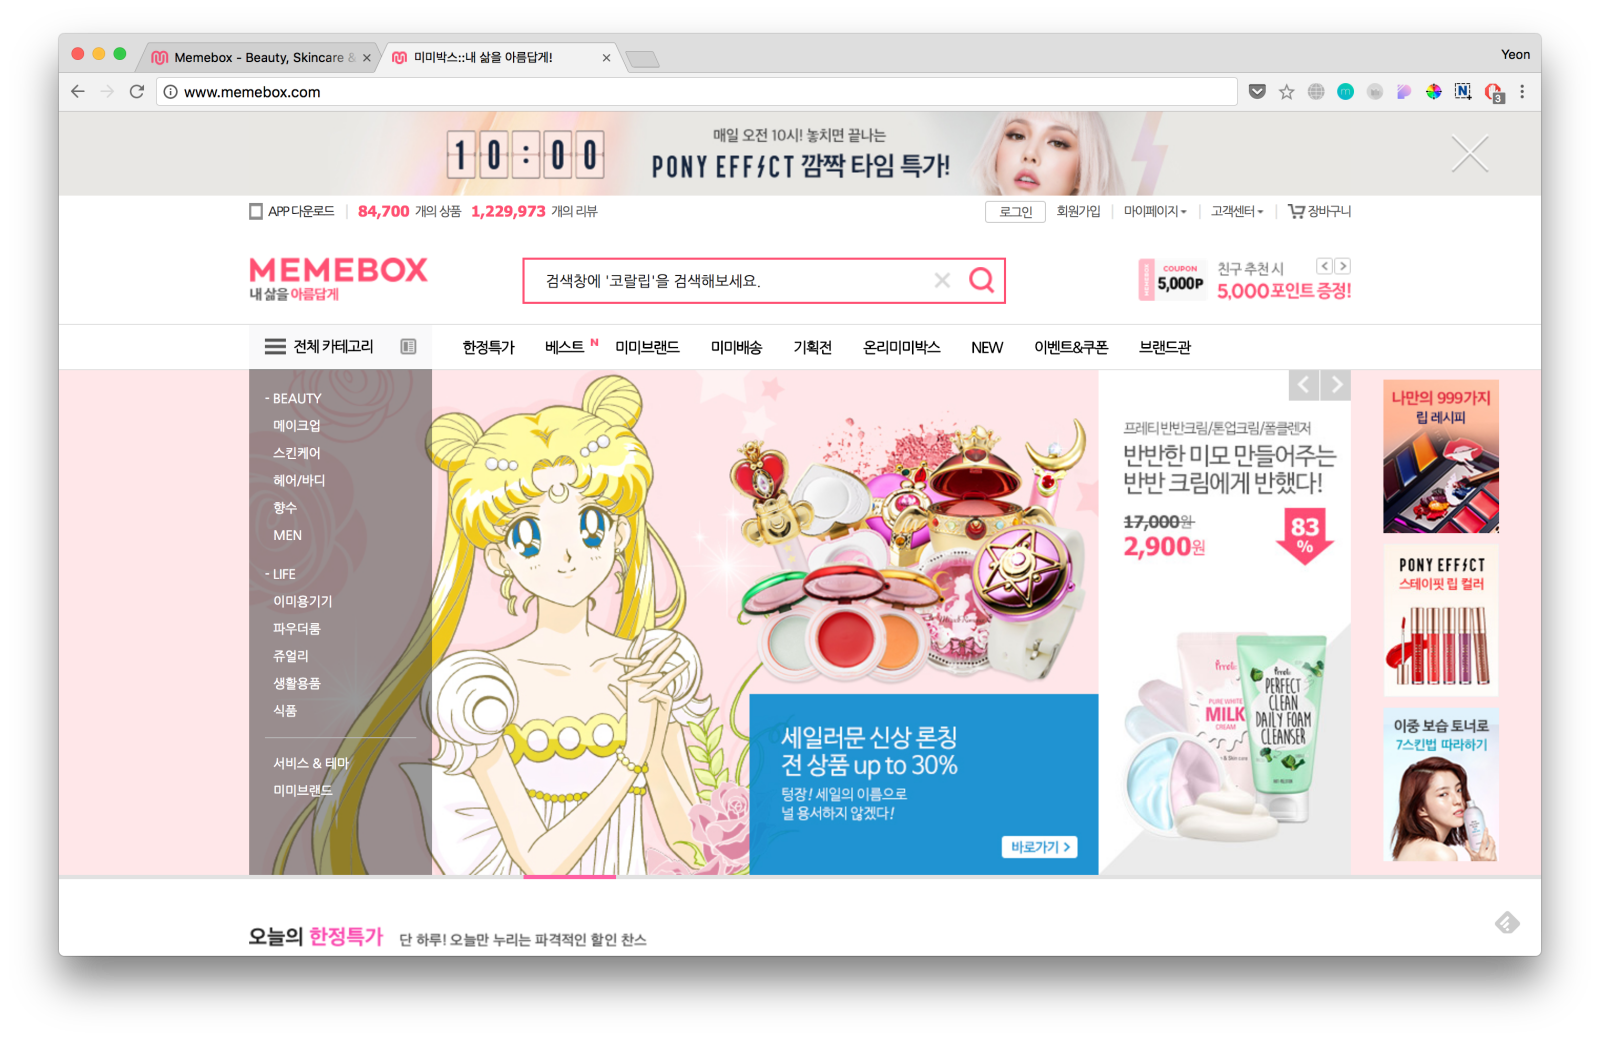 Memebox - Beauty, Skincare &
미미박스::내 삶을 아름답게!
Yeon
www.memebox.com
3
10:00
매일 오전 10시! 놓치면 끝나는
PONY EFFECT 깜짝 타임 특가!
APP 다운로드
84,700 개의 상품
1,229,973 개의 리뷰
로그인
회원가입
마이페이지
고객센터
장바구니
MEMEBOX
내 삶을 아름답게
검색창에 '코랄립'을 검색해보세요.
MEMEBOX
COUPON
5,000P
친구 추천 시
5,000포인트 증정!
전체 카테고리
한정특가
베스트 N
미미브랜드
미미배송
기획전
온리미미박스
NEW
이벤트&쿠폰
브랜드관
- BEAUTY
메이크업
스킨케어
헤어/바디
향수
MEN
- LIFE
이미용기기
파우더룸
쥬얼리
생활용품
식품
서비스 & 테마
미미브랜드
세일러문 신상 론칭
전 상품 up to 30%
텅장! 세일의 이름으로
널 용서하지 않겠다!
바로가기 >
프레티 반반크림/톤업크림/폼클렌저
반반한 미모 만들어주는
반반 크림에게 반했다!
17,000원
2,900원
83
%
PURE WHITE
MILK
CREAM
PERFECT
CLEAN
DAILY FOAM
CLEANSER
나만의 999가지
립 레시피
PONY EFFECT
스테이핏 립 컬러
이중 보습 토너로
7스킨법 따라하기
오늘의 한정특가
단 하루! 오늘만 누리는 파격적인 할인 찬스